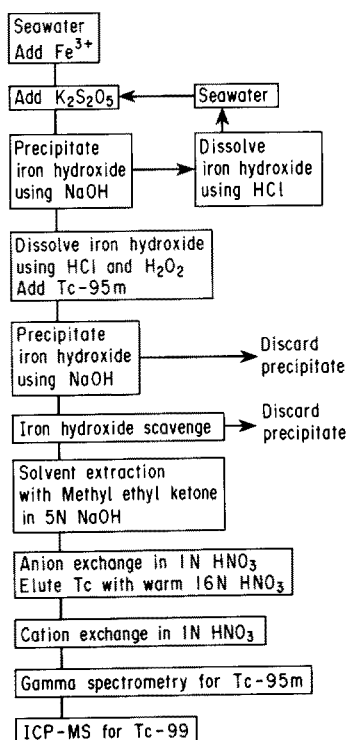 Seawater
Add Fe³⁺
Add K₂S₂O₅
Seawater
Precipitate
iron hydroxide
using NaOH
Dissolve
iron hydroxide
using HCl
Dissolve iron hydroxide
using HCl and H₂O₂
Add Tc-95m
Precipitate
iron hydroxide
using NaOH
Discard
precipitate
Iron hydroxide scavenge
Discard
precipitate
Solvent extraction
with Methyl ethyl ketone
in 5N NaOH
Anion exchange in 1N HNO₃
Elute Tc with warm 16N HNO₃
Cation exchange in 1N HNO₃
Gamma spectrometry for Tc-95m
ICP-MS for Tc-99